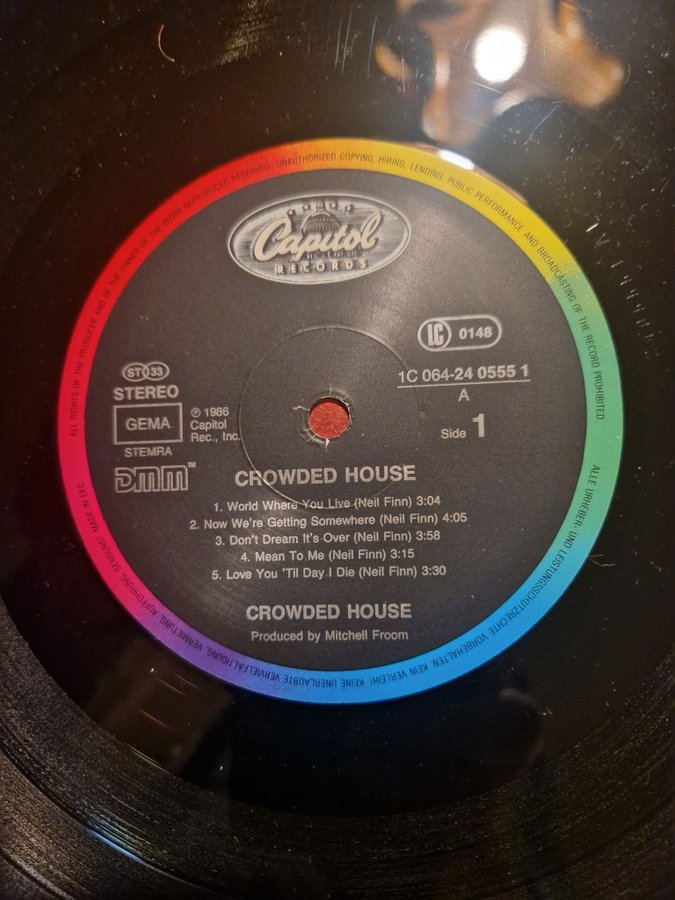 ALL RIGHTS OF THE PRODUCER AND OF THE OWNER OF THE WORK REPRODUCED RESERVED. UNAUTHORIZED COPYING, HIRING, LENDING, PUBLIC PERFORMANCE AND BROADCASTING OF THE RECORD PROHIBITED
Capitol
RECORDS
LC 0148
1C 064-24 0555 1
A
Side 1
ST 33
STEREO
GEMA
STEMRA
DMM™
℗ 1986
Capitol
Rec., Inc.
CROWDED HOUSE
1. World Where You Live (Neil Finn) 3:04
2. Now We're Getting Somewhere (Neil Finn) 4:05
3. Don't Dream It's Over (Neil Finn) 3:58
4. Mean To Me (Neil Finn) 3:15
5. Love You 'Til Day I Die (Neil Finn) 3:30
CROWDED HOUSE
Produced by Mitchell Froom
ALLE URHEBER- UND LEISTUNGSSCHUTZRECHTE VORBEHALTEN. KEIN VERLEIH! KEINE UNERLAUBTE VERVIELFÄLTIGUNG, VERMIETUNG, AUFFÜHRUNG, SENDUNG! MADE IN EEC